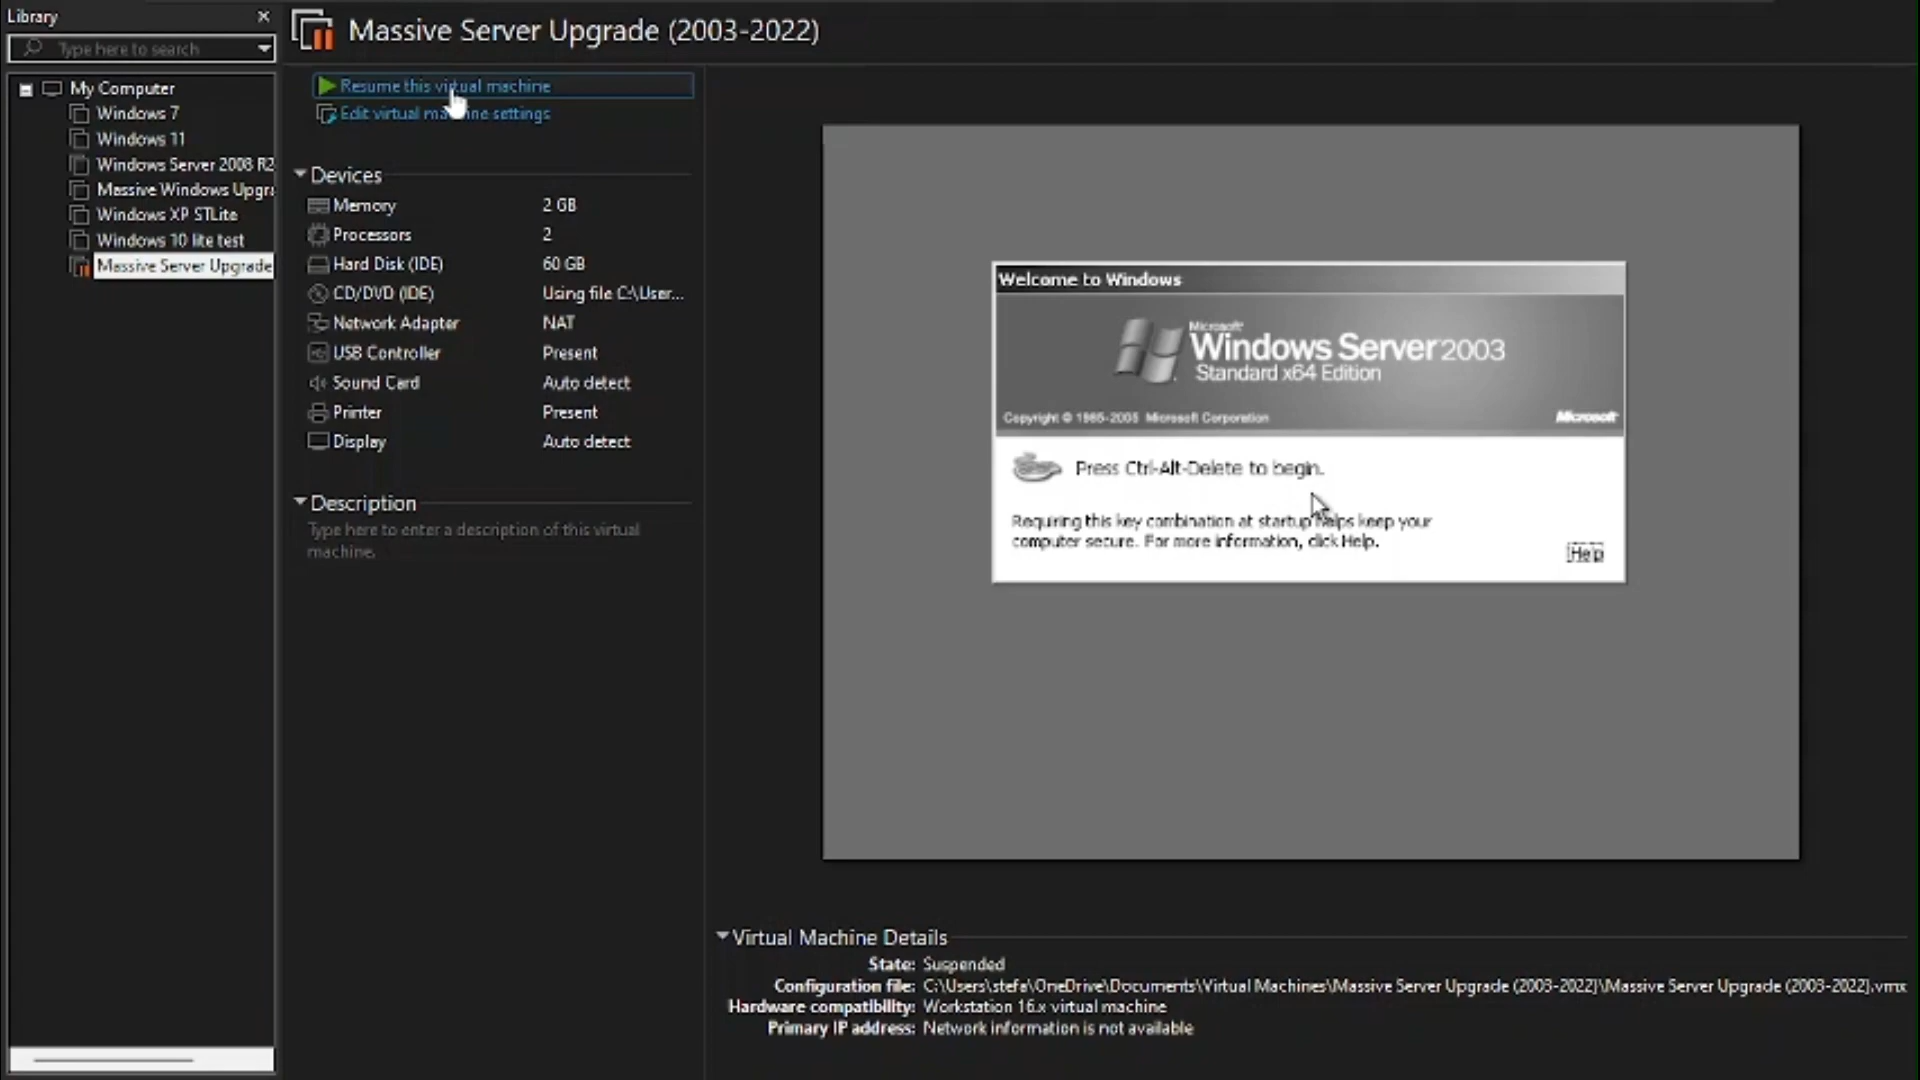 Library
Type here to search
My Computer
Windows 7
Windows 11
Windows Server 2008 R2
Massive Windows Upgr
Windows XP STLite
Windows 10 lite test
Massive Server Upgrade
Massive Server Upgrade (2003-2022)
Resume this virtual machine
Edit virtual machine settings
Devices
Memory 2 GB
Processors 2
Hard Disk (IDE) 60 GB
CD/DVD (IDE) Using file C:\User...
Network Adapter NAT
USB Controller Present
Sound Card Auto detect
Printer Present
Display Auto detect
Description
Type here to enter a description of this virtual
machine.
Welcome to Windows
Microsoft
Windows Server 2003
Standard x64 Edition
Copyright © 1985-2005 Microsoft Corporation
Microsoft
Press Ctrl-Alt-Delete to begin.
Requiring this key combination at startup helps keep your
computer secure. For more information, click Help.
Help
Virtual Machine Details
State: Suspended
Configuration file: C:\Users\stefa\OneDrive\Documents\Virtual Machines\Massive Server Upgrade (2003-2022)\Massive Server Upgrade (2003-2022).vmx
Hardware compatibility: Workstation 16.x virtual machine
Primary IP address: Network information is not available